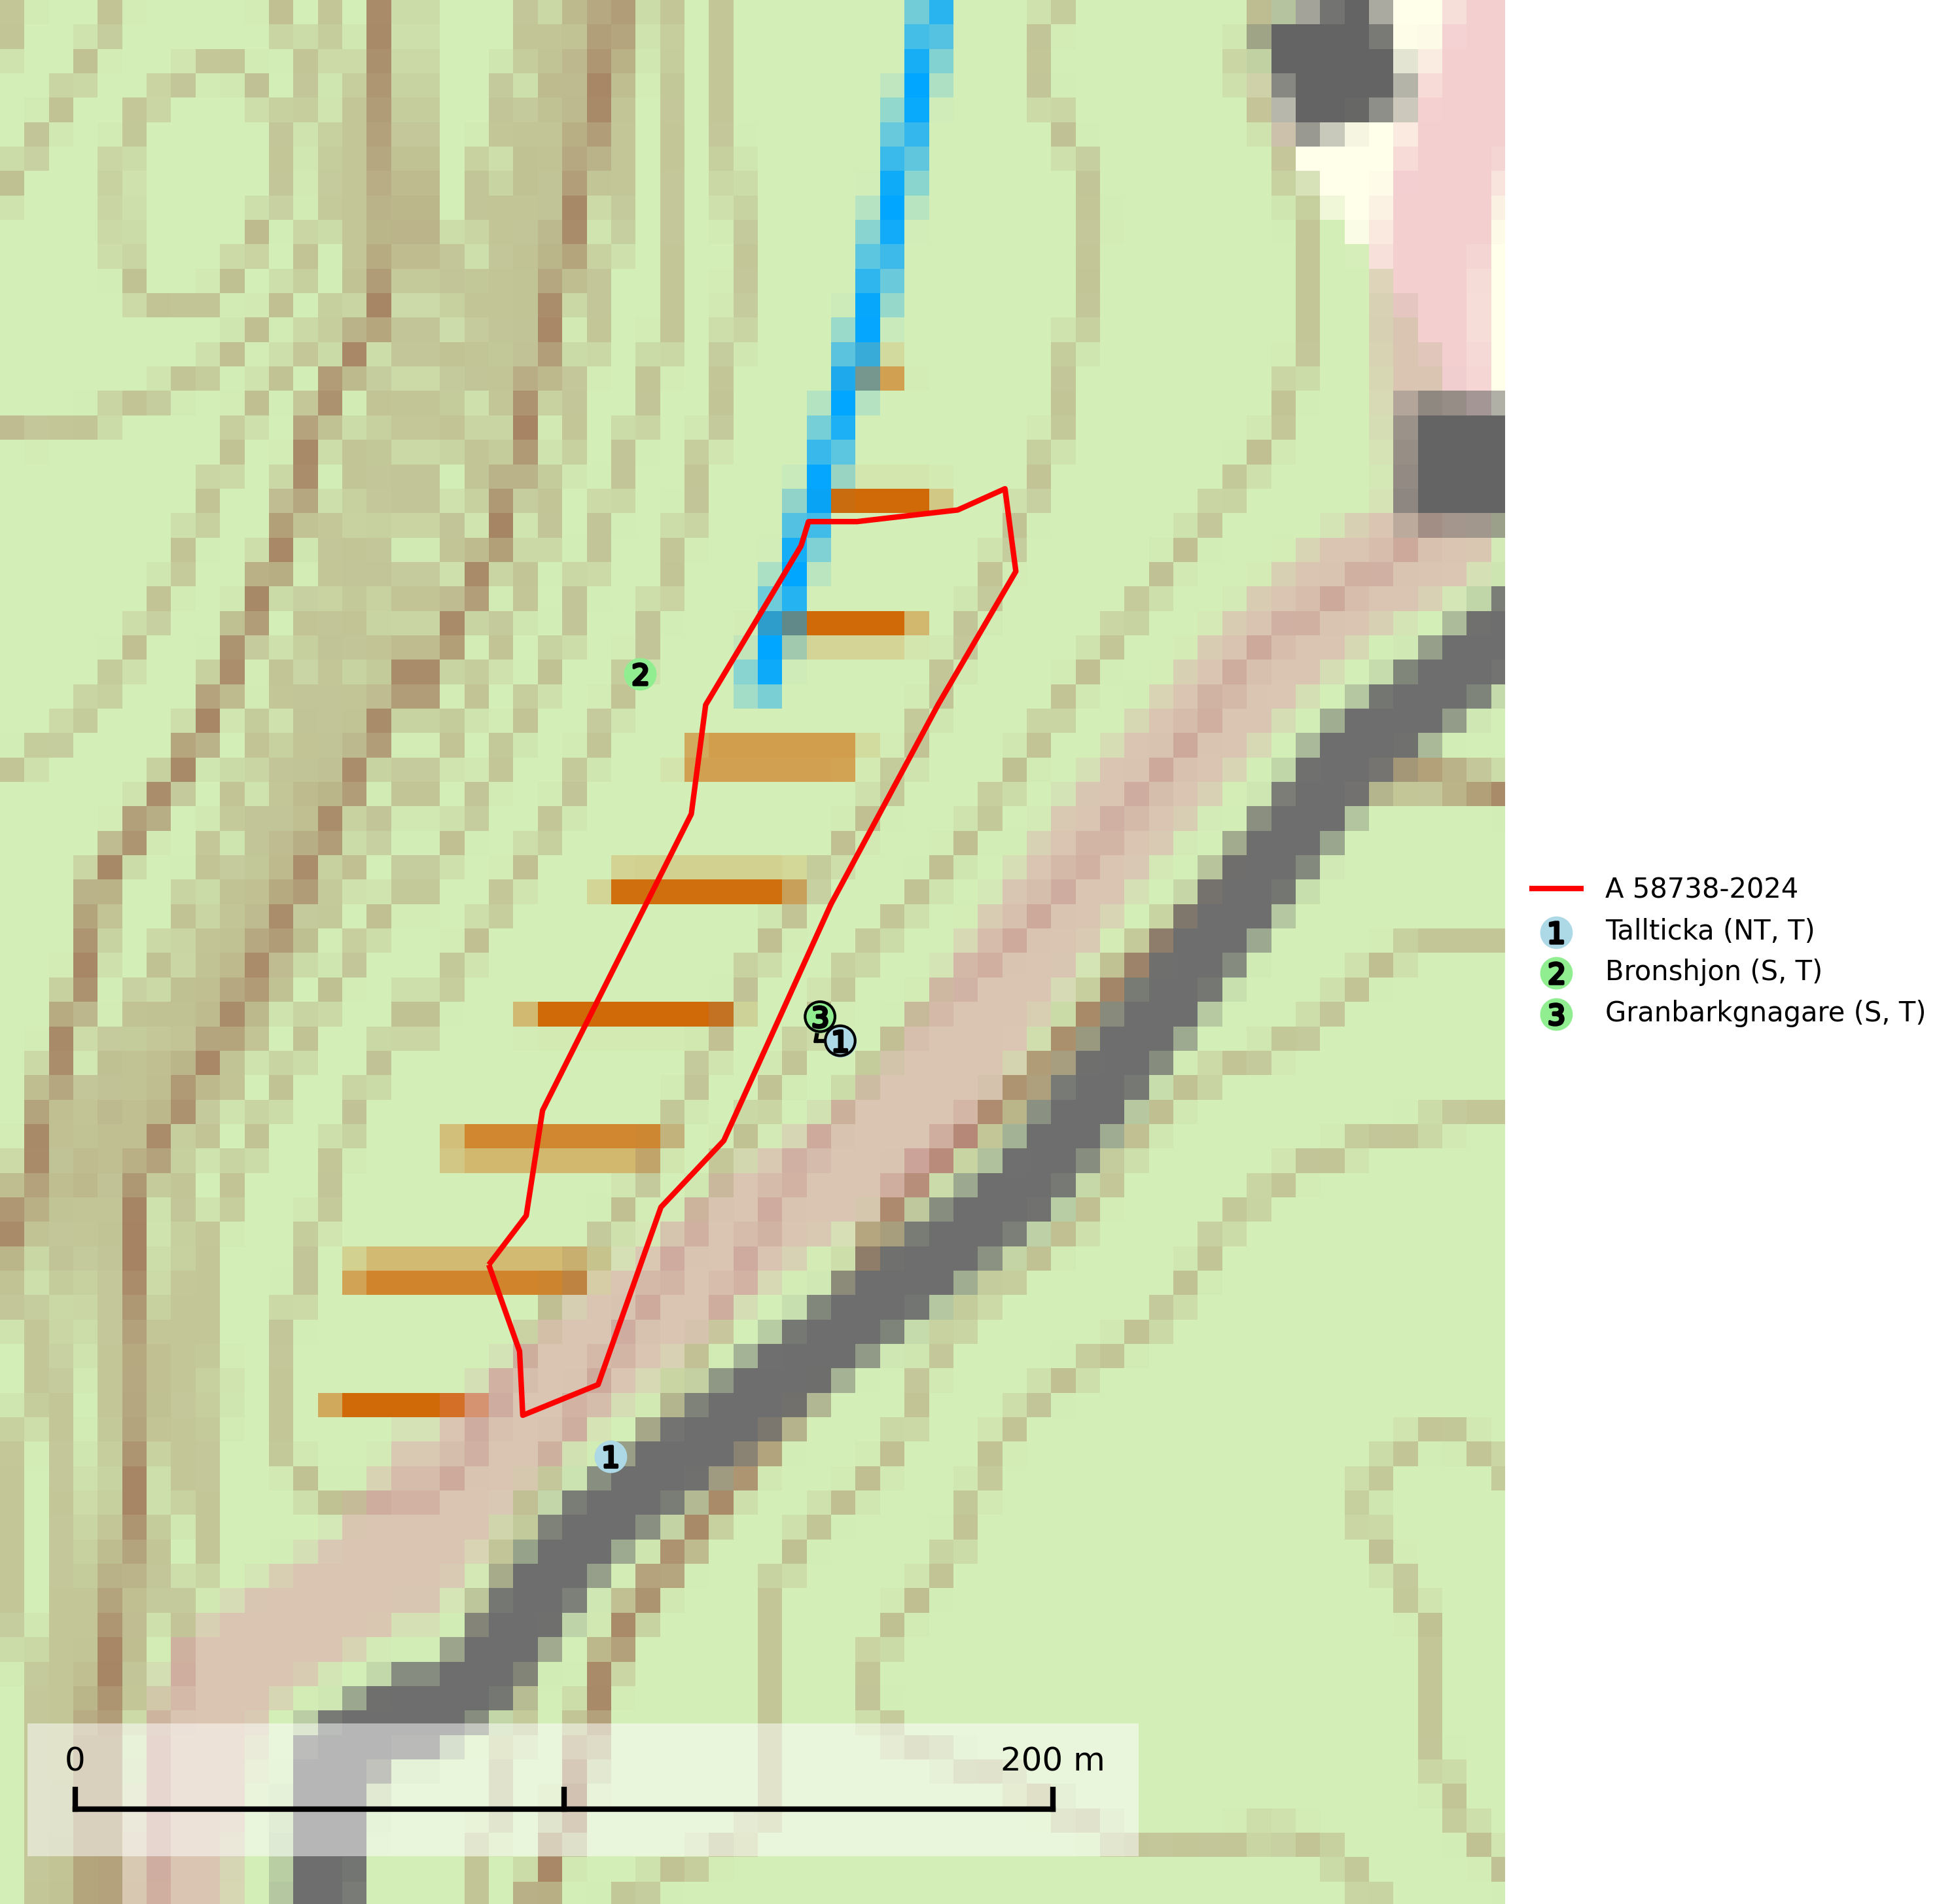 2
3
1
1
A 58738-2024
1 Tallticka (NT, T)
2 Bronshjon (S, T)
3 Granbarkgnagare (S, T)
0 200 m